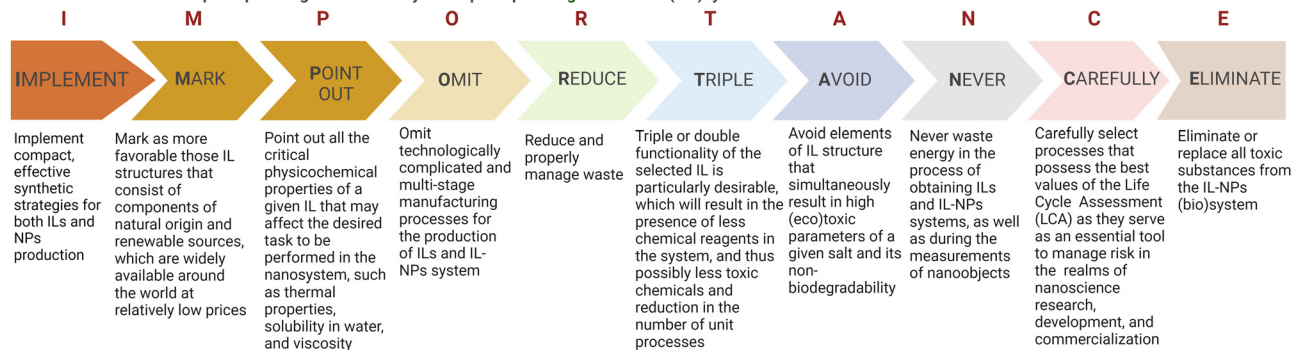 I M P O R T A N C E
IMPLEMENT
MARK
POINT
OUT
OMIT
REDUCE
TRIPLE
AVOID
NEVER
CAREFULLY
ELIMINATE
Implement
compact,
effective
synthetic
strategies for
both ILs and
NPs
production
Mark as more
favorable those IL
structures that
consist of
components of
natural origin and
renewable sources,
which are widely
available around
the world at
relatively low prices
Point out all the
critical
physicochemical
properties of a
given IL that may
affect the desired
task to be
performed in the
nanosystem, such
as thermal
properties,
solubility in water,
and viscosity
Omit
technologically
complicated and
multi-stage
manufacturing
processes for
the production
of ILs and IL-
NPs system
Reduce and
properly
manage waste
Triple or double
functionality of the
selected IL is
particularly desirable,
which will result in the
presence of less
chemical reagents in
the system, and thus
possibly less toxic
chemicals and
reduction in the
number of unit
processes
Avoid elements
of IL structure
that
simultaneously
result in high
(eco)toxic
parameters of a
given salt and its
non-
biodegradability
Never waste
energy in the
process of
obtaining ILs
and IL-NPs
systems, as well
as during the
measurements
of nanoobjects
Carefully select
processes that
possess the best
values of the Life
Cycle Assessment
(LCA) as they serve
as an essential tool
to manage risk in
the realms of
nanoscience
research,
development, and
commercialization
Eliminate or
replace all toxic
substances from
the IL-NPs
(bio)system